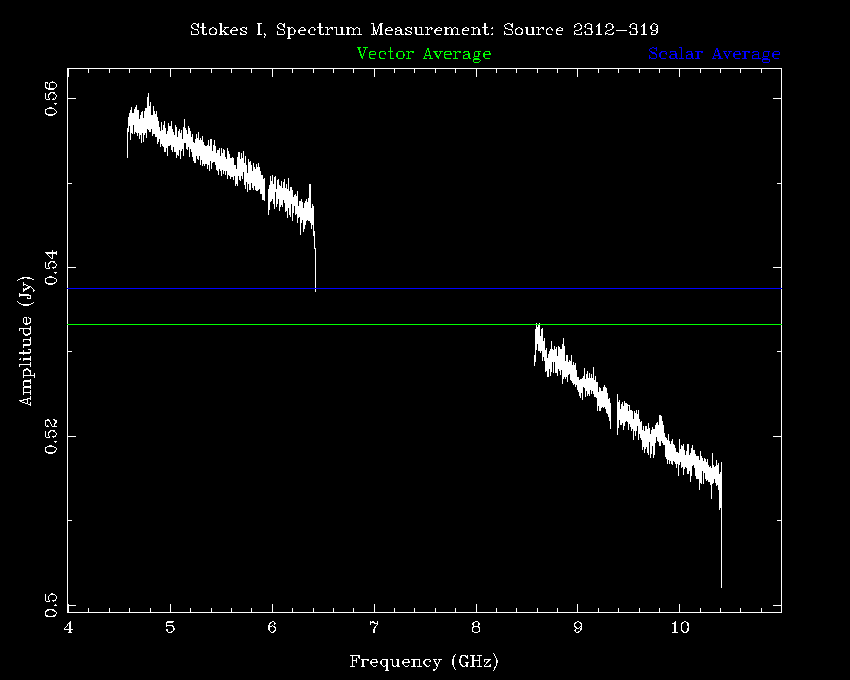 Stokes I, Spectrum Measurement: Source 2312−319
Vector Average Scalar Average
0.56
0.54
0.52
0.5
Amplitude (Jy)
4 5 6 7 8 9 10
Frequency (GHz)